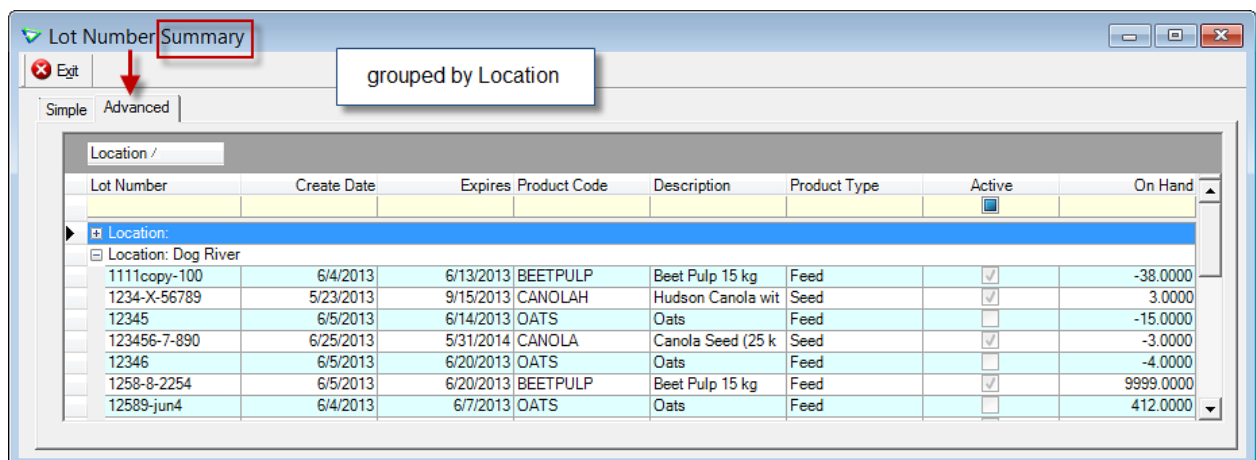 Lot Number Summary
Exit
grouped by Location
Simple Advanced
Location /
Lot Number Create Date Expires Product Code Description Product Type Active On Hand
Location:
Location: Dog River
1111copy-100 6/4/2013 6/13/2013 BEETPULP Beet Pulp 15 kg Feed -38.0000
1234-X-56789 5/23/2013 9/15/2013 CANOLAH Hudson Canola wit Seed 3.0000
12345 6/5/2013 6/14/2013 OATS Oats Feed -15.0000
123456-7-890 6/25/2013 5/31/2014 CANOLA Canola Seed (25 k Seed -3.0000
12346 6/5/2013 6/20/2013 OATS Oats Feed -4.0000
1258-8-2254 6/5/2013 6/20/2013 BEETPULP Beet Pulp 15 kg Feed 9999.0000
12589-jun4 6/4/2013 6/7/2013 OATS Oats Feed 412.0000